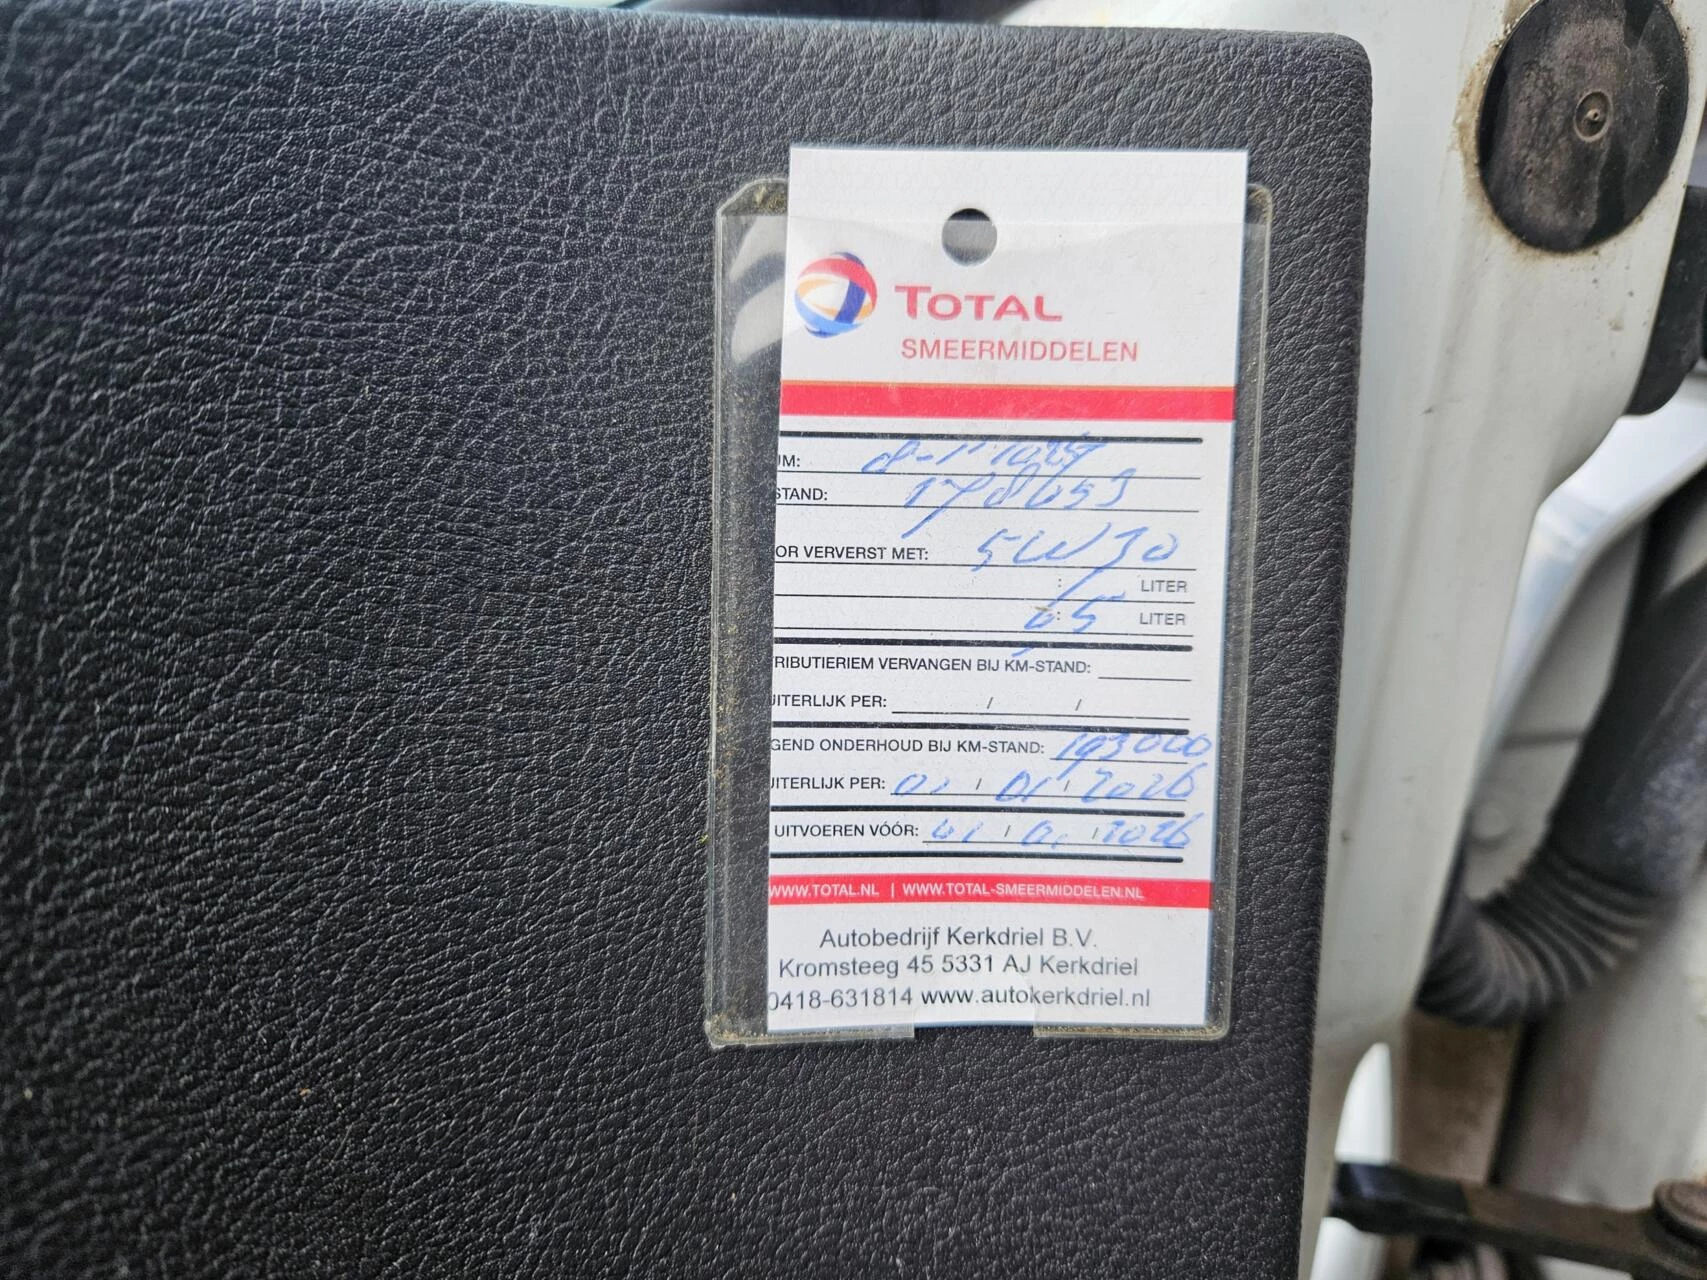 TOTAL
SMEERMIDDELEN
UM:
STAND: 178653
OR VERVERST MET: 5W30
: LITER
: 65 LITER
RIBUTIERIEM VERVANGEN BIJ KM-STAND:
UITERLIJK PER: / /
GEND ONDERHOUD BIJ KM-STAND: 193000
UITERLIJK PER: 01 / 01 / 2026
UITVOEREN VÓÓR: 01 / 01 / 2026
WWW.TOTAL.NL | WWW.TOTAL-SMEERMIDDELEN.NL
Autobedrijf Kerkdriel B.V.
Kromsteeg 45 5331 AJ Kerkdriel
0418-631814 www.autokerkdriel.nl